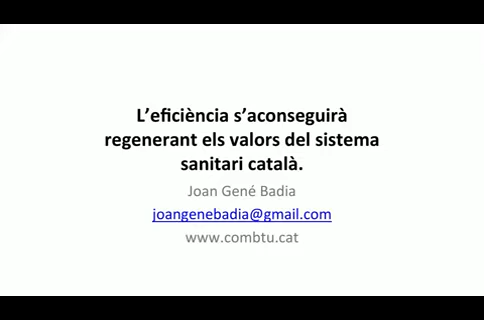 L'eficiència s'aconseguirà
regenerant els valors del sistema
sanitari català.
Joan Gené Badia
joangenebadia@gmail.com
www.combtu.cat